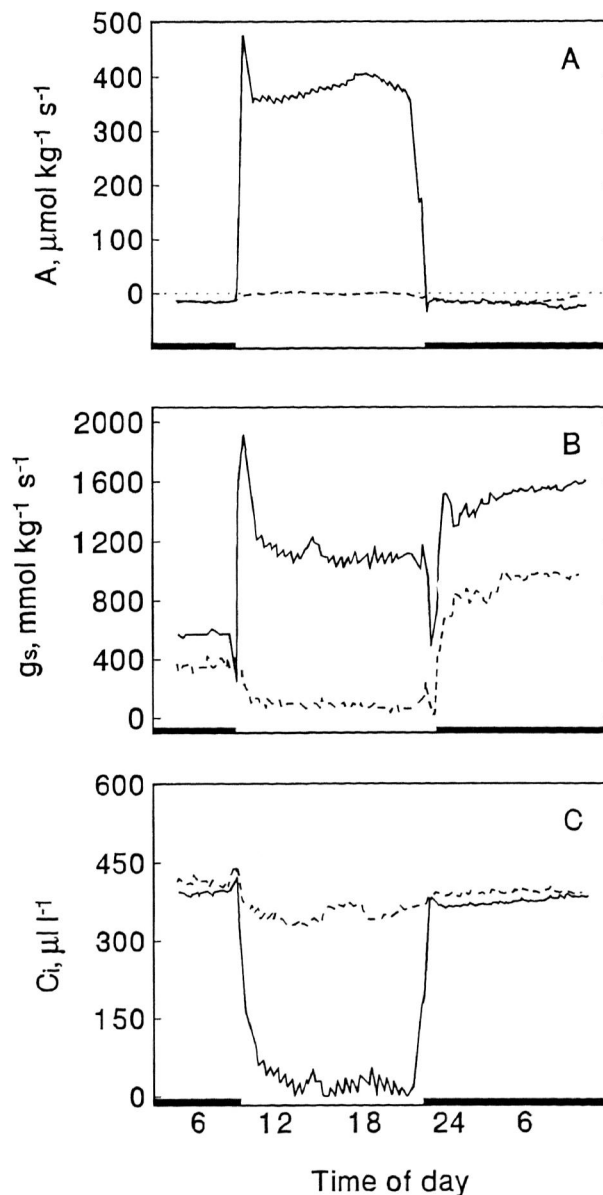 A
500
400
300
200
100
0
A, μmol kg⁻¹ s⁻¹
B
2000
1600
1200
800
400
0
gs, mmol kg⁻¹ s⁻¹
C
600
450
300
150
0
Ci, μl l⁻¹
6 12 18 24 6
Time of day